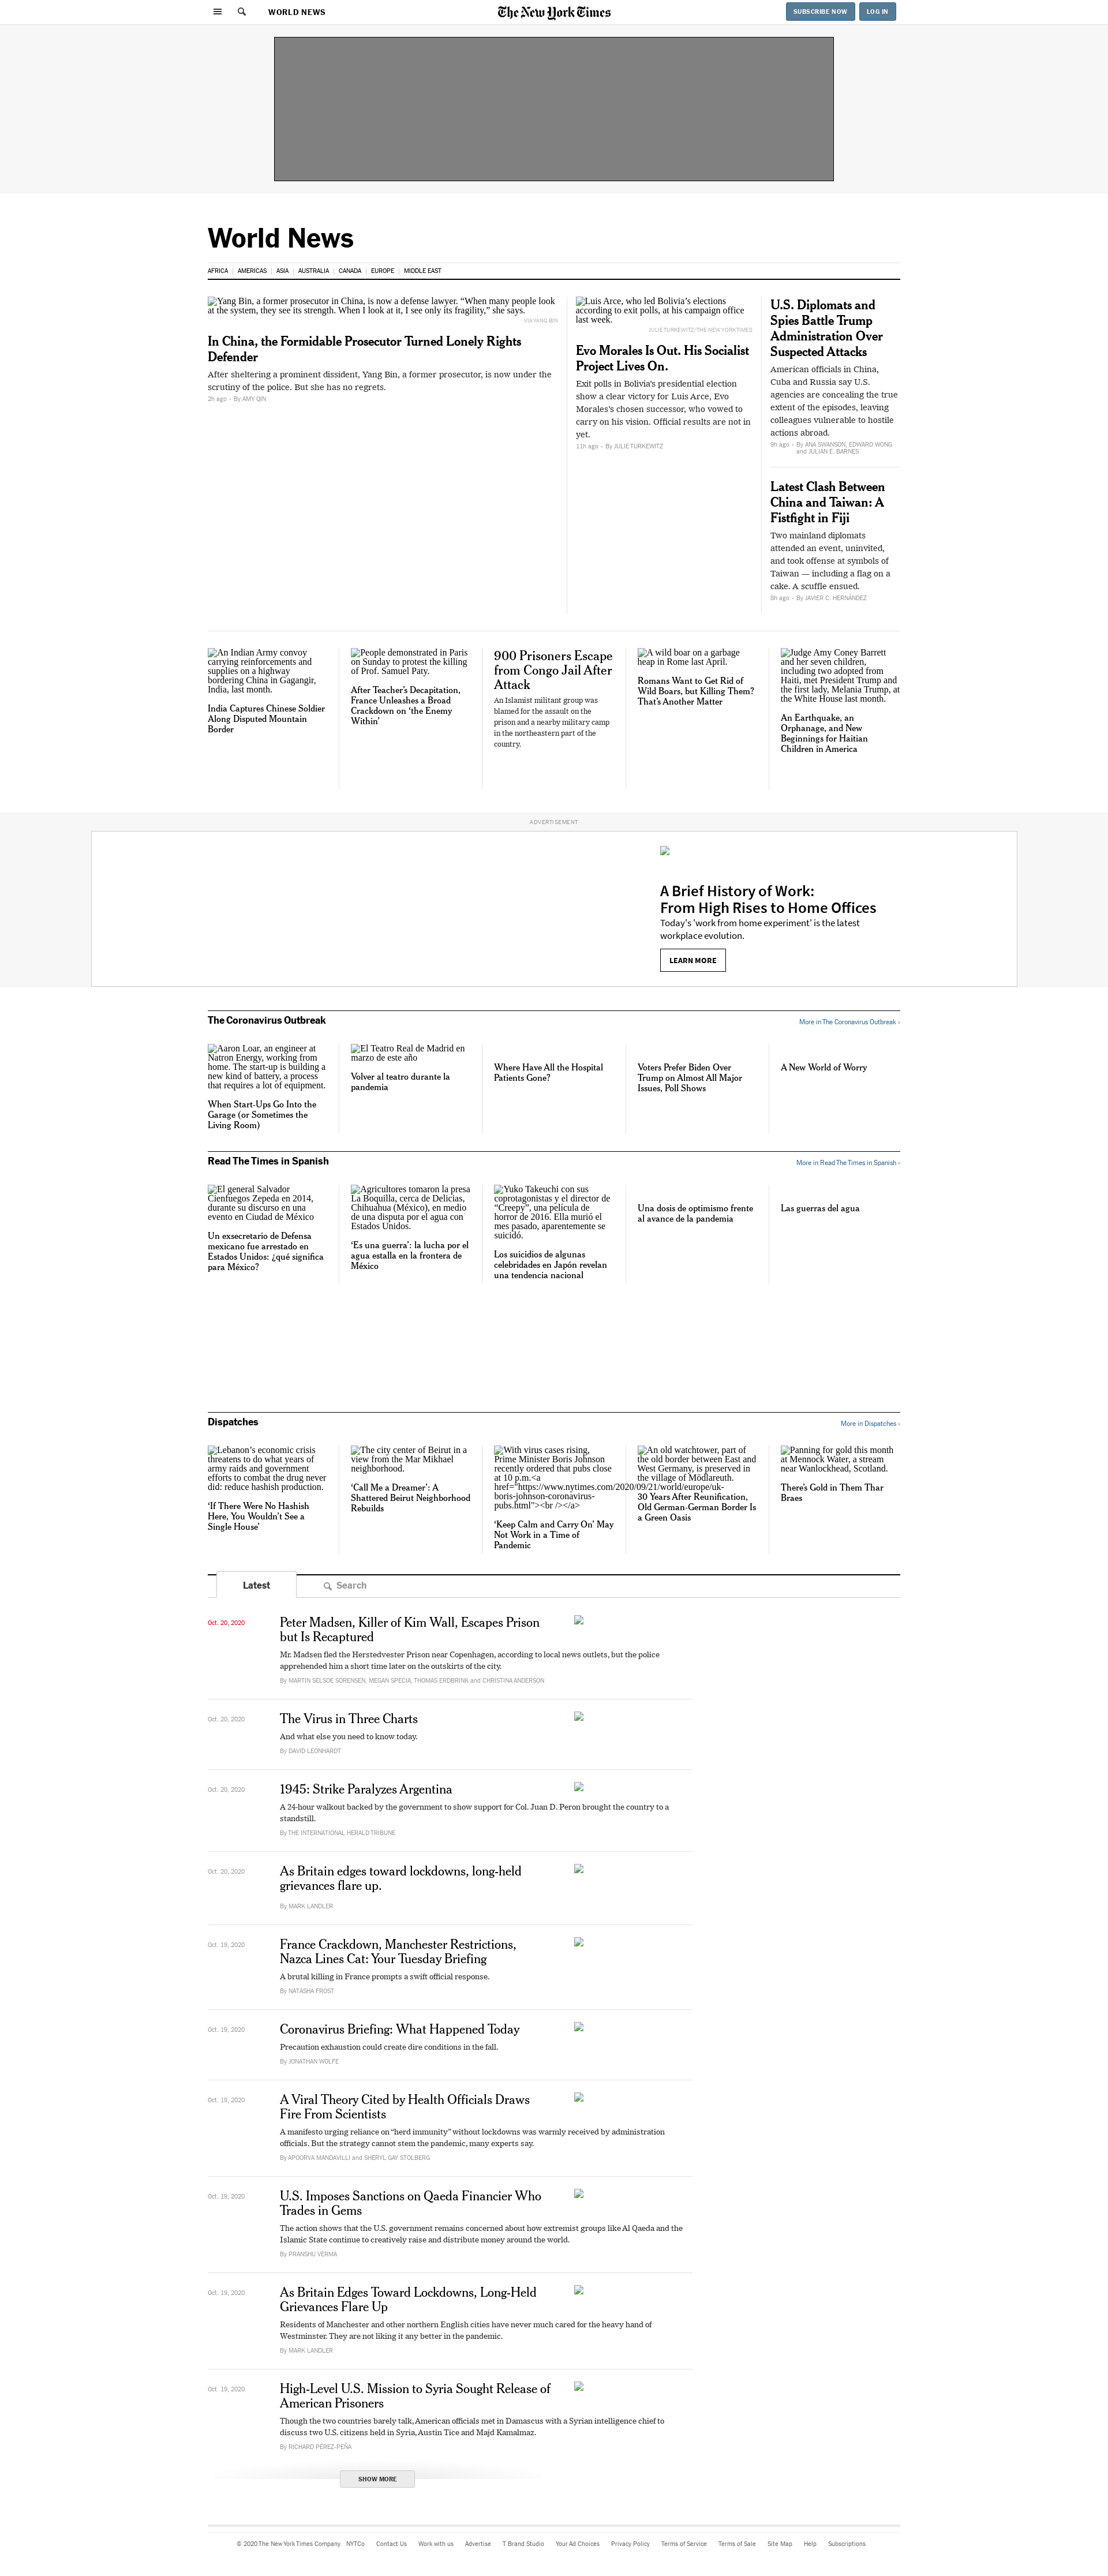 WORLD NEWS
The New York Times
SUBSCRIBE NOW
LOG IN
World News
AFRICA
AMERICAS
ASIA
AUSTRALIA
CANADA
EUROPE
MIDDLE EAST
Yang Bin, a former prosecutor in China, is now a defense lawyer. “When many people look
at the system, they see its strength. When I look at it, I see only its fragility,” she says.
VIA YANG BIN
In China, the Formidable Prosecutor Turned Lonely Rights
Defender
After sheltering a prominent dissident, Yang Bin, a former prosecutor, is now under the
scrutiny of the police. But she has no regrets.
2h ago - By AMY QIN
Luis Arce, who led Bolivia’s elections
according to exit polls, at his campaign office
last week.
JULIE TURKEWITZ/THE NEW YORK TIMES
Evo Morales Is Out. His Socialist
Project Lives On.
Exit polls in Bolivia’s presidential election
show a clear victory for Luis Arce, Evo
Morales’s chosen successor, who vowed to
carry on his vision. Official results are not in
yet.
11h ago - By JULIE TURKEWITZ
U.S. Diplomats and
Spies Battle Trump
Administration Over
Suspected Attacks
American officials in China,
Cuba and Russia say U.S.
agencies are concealing the true
extent of the episodes, leaving
colleagues vulnerable to hostile
actions abroad.
9h ago - By ANA SWANSON, EDWARD WONG
and JULIAN E. BARNES
Latest Clash Between
China and Taiwan: A
Fistfight in Fiji
Two mainland diplomats
attended an event, uninvited,
and took offense at symbols of
Taiwan — including a flag on a
cake. A scuffle ensued.
8h ago - By JAVIER C. HERNÁNDEZ
An Indian Army convoy
carrying reinforcements and
supplies on a highway
bordering China in Gagangir,
India, last month.
India Captures Chinese Soldier
Along Disputed Mountain
Border
People demonstrated in Paris
on Sunday to protest the killing
of Prof. Samuel Paty.
After Teacher’s Decapitation,
France Unleashes a Broad
Crackdown on ‘the Enemy
Within’
900 Prisoners Escape
from Congo Jail After
Attack
An Islamist militant group was
blamed for the assault on the
prison and a nearby military camp
in the northeastern part of the
country.
A wild boar on a garbage
heap in Rome last April.
Romans Want to Get Rid of
Wild Boars, but Killing Them?
That’s Another Matter
Judge Amy Coney Barrett
and her seven children,
including two adopted from
Haiti, met President Trump and
the first lady, Melania Trump, at
the White House last month.
An Earthquake, an
Orphanage, and New
Beginnings for Haitian
Children in America
ADVERTISEMENT
A Brief History of Work:
From High Rises to Home Offices
Today's 'work from home experiment' is the latest
workplace evolution.
LEARN MORE
The Coronavirus Outbreak
More in The Coronavirus Outbreak ›
Aaron Loar, an engineer at
Natron Energy, working from
home. The start-up is building a
new kind of battery, a process
that requires a lot of equipment.
When Start-Ups Go Into the
Garage (or Sometimes the
Living Room)
El Teatro Real de Madrid en
marzo de este año
Volver al teatro durante la
pandemia
Where Have All the Hospital
Patients Gone?
Voters Prefer Biden Over
Trump on Almost All Major
Issues, Poll Shows
A New World of Worry
Read The Times in Spanish
More in Read The Times in Spanish ›
El general Salvador
Cienfuegos Zepeda en 2014,
durante su discurso en una
evento en Ciudad de México
Un exsecretario de Defensa
mexicano fue arrestado en
Estados Unidos: ¿qué significa
para México?
Agricultores tomaron la presa
La Boquilla, cerca de Delicias,
Chihuahua (México), en medio
de una disputa por el agua con
Estados Unidos.
‘Es una guerra’: la lucha por el
agua estalla en la frontera de
México
Yuko Takeuchi con sus
coprotagonistas y el director de
“Creepy”, una película de
horror de 2016. Ella murió el
mes pasado, aparentemente se
suicidó.
Los suicidios de algunas
celebridades en Japón revelan
una tendencia nacional
Una dosis de optimismo frente
al avance de la pandemia
Las guerras del agua
Dispatches
More in Dispatches ›
Lebanon’s economic crisis
threatens to do what years of
army raids and government
efforts to combat the drug never
did: reduce hashish production.
‘If There Were No Hashish
Here, You Wouldn’t See a
Single House’
The city center of Beirut in a
view from the Mar Mikhael
neighborhood.
‘Call Me a Dreamer’: A
Shattered Beirut Neighborhood
Rebuilds
With virus cases rising,
Prime Minister Boris Johnson
recently ordered that pubs close
at 10 p.m.<a
href="https://www.nytimes.com/2020/09/21/world/europe/uk-
boris-johnson-coronavirus-
pubs.html"><br /></a>
‘Keep Calm and Carry On’ May
Not Work in a Time of
Pandemic
An old watchtower, part of
the old border between East and
West Germany, is preserved in
the village of Mödlareuth.
30 Years After Reunification,
Old German-German Border Is
a Green Oasis
Panning for gold this month
at Mennock Water, a stream
near Wanlockhead, Scotland.
There’s Gold in Them Thar
Braes
Latest
Search
Oct. 20, 2020
Peter Madsen, Killer of Kim Wall, Escapes Prison
but Is Recaptured
Mr. Madsen fled the Herstedvester Prison near Copenhagen, according to local news outlets, but the police
apprehended him a short time later on the outskirts of the city.
By MARTIN SELSOE SORENSEN, MEGAN SPECIA, THOMAS ERDBRINK and CHRISTINA ANDERSON
Oct. 20, 2020
The Virus in Three Charts
And what else you need to know today.
By DAVID LEONHARDT
Oct. 20, 2020
1945: Strike Paralyzes Argentina
A 24-hour walkout backed by the government to show support for Col. Juan D. Peron brought the country to a
standstill.
By THE INTERNATIONAL HERALD TRIBUNE
Oct. 20, 2020
As Britain edges toward lockdowns, long-held
grievances flare up.
By MARK LANDLER
Oct. 19, 2020
France Crackdown, Manchester Restrictions,
Nazca Lines Cat: Your Tuesday Briefing
A brutal killing in France prompts a swift official response.
By NATASHA FROST
Oct. 19, 2020
Coronavirus Briefing: What Happened Today
Precaution exhaustion could create dire conditions in the fall.
By JONATHAN WOLFE
Oct. 19, 2020
A Viral Theory Cited by Health Officials Draws
Fire From Scientists
A manifesto urging reliance on “herd immunity” without lockdowns was warmly received by administration
officials. But the strategy cannot stem the pandemic, many experts say.
By APOORVA MANDAVILLI and SHERYL GAY STOLBERG
Oct. 19, 2020
U.S. Imposes Sanctions on Qaeda Financier Who
Trades in Gems
The action shows that the U.S. government remains concerned about how extremist groups like Al Qaeda and the
Islamic State continue to creatively raise and distribute money around the world.
By PRANSHU VERMA
Oct. 19, 2020
As Britain Edges Toward Lockdowns, Long-Held
Grievances Flare Up
Residents of Manchester and other northern English cities have never much cared for the heavy hand of
Westminster. They are not liking it any better in the pandemic.
By MARK LANDLER
Oct. 19, 2020
High-Level U.S. Mission to Syria Sought Release of
American Prisoners
Though the two countries barely talk, American officials met in Damascus with a Syrian intelligence chief to
discuss two U.S. citizens held in Syria, Austin Tice and Majd Kamalmaz.
By RICHARD PÉREZ-PEÑA
SHOW MORE
© 2020 The New York Times Company NYTCo Contact Us Work with us Advertise T Brand Studio Your Ad Choices Privacy Policy Terms of Service Terms of Sale Site Map Help Subscriptions